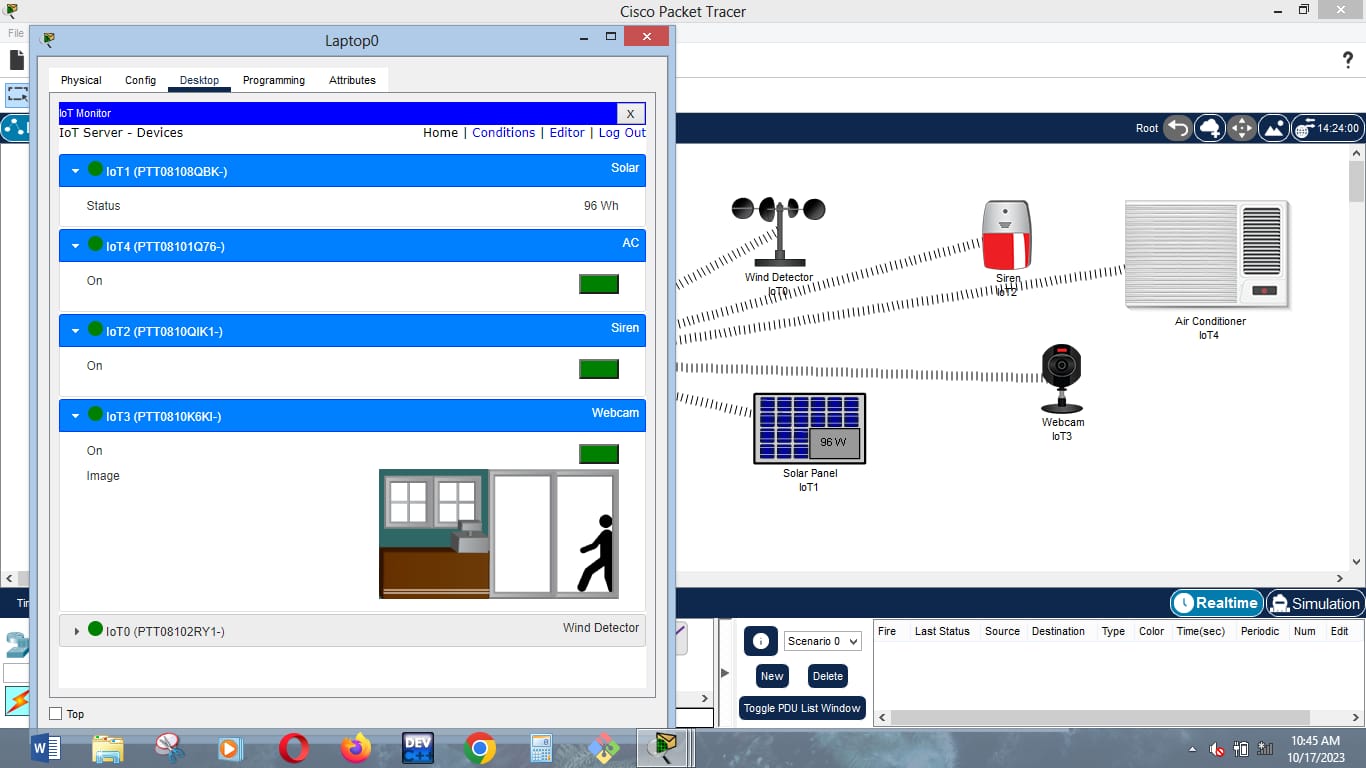 Cisco Packet Tracer
File
Laptop0
Physical Config Desktop Programming Attributes
IoT Monitor X
IoT Server - Devices Home | Conditions | Editor | Log Out
IoT1 (PTT08108QBK-) Solar
Status 96 Wh
IoT4 (PTT08101Q76-) AC
On
IoT2 (PTT0810QIK1-) Siren
On
IoT3 (PTT0810K6KI-) Webcam
On
Image
IoT0 (PTT08102RY1-) Wind Detector
Top
?
Root 14:24:00
Wind Detector
IoT0
Siren
IoT2
Air Conditioner
IoT4
Webcam
IoT3
96 W
Solar Panel
IoT1
Realtime Simulation
Scenario 0
New Delete
Toggle PDU List Window
Fire Last Status Source Destination Type Color Time(sec) Periodic Num Edit
DEV
C++
10:45 AM
10/17/2023